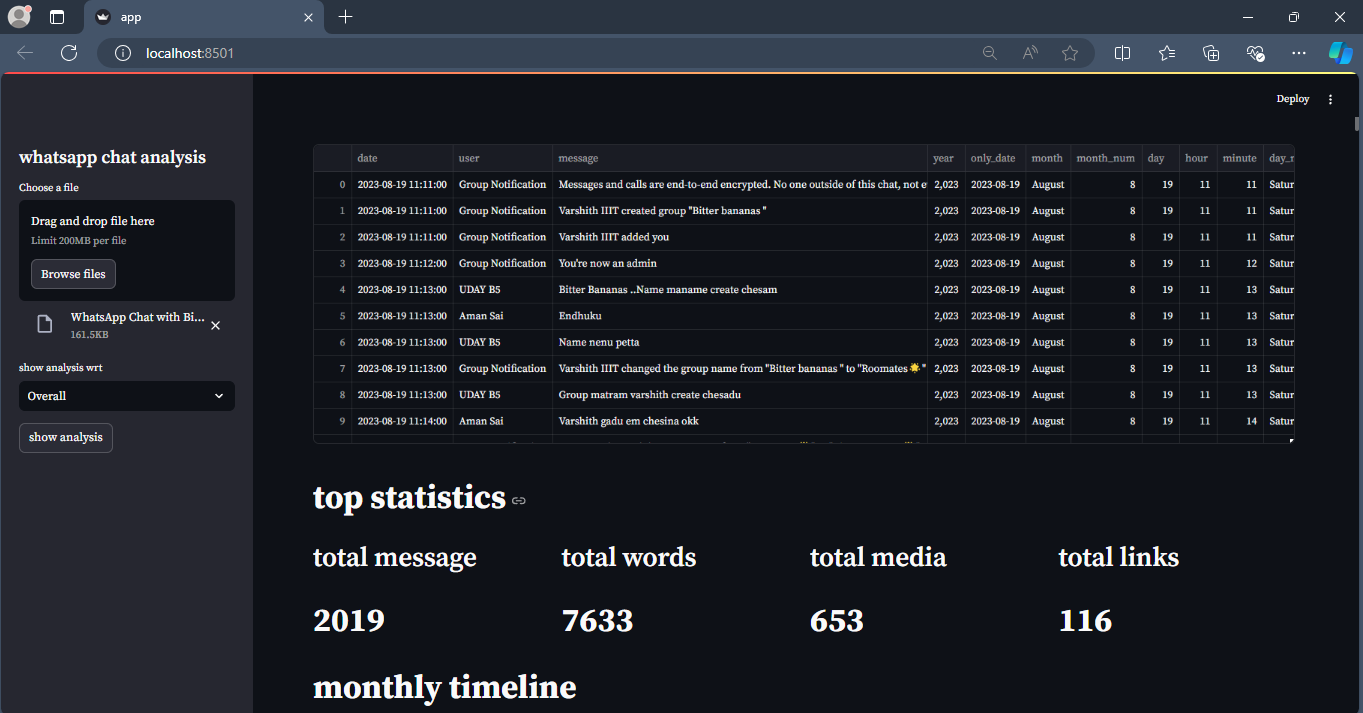 app
localhost:8501
Deploy
whatsapp chat analysis
Choose a file
Drag and drop file here
Limit 200MB per file
Browse files
WhatsApp Chat with Bi...
161.5KB
show analysis wrt
Overall
show analysis
date user message year only_date month month_num day hour minute day_r
0 2023-08-19 11:11:00 Group Notification Messages and calls are end-to-end encrypted. No one outside of this chat, not e 2,023 2023-08-19 August 8 19 11 11 Satur
1 2023-08-19 11:11:00 Group Notification Varshith IIIT created group "Bitter bananas " 2,023 2023-08-19 August 8 19 11 11 Satur
2 2023-08-19 11:11:00 Group Notification Varshith IIIT added you 2,023 2023-08-19 August 8 19 11 11 Satur
3 2023-08-19 11:12:00 Group Notification You're now an admin 2,023 2023-08-19 August 8 19 11 12 Satur
4 2023-08-19 11:13:00 UDAY B5 Bitter Bananas ..Name maname create chesam 2,023 2023-08-19 August 8 19 11 13 Satur
5 2023-08-19 11:13:00 Aman Sai Endhuku 2,023 2023-08-19 August 8 19 11 13 Satur
6 2023-08-19 11:13:00 UDAY B5 Name nenu petta 2,023 2023-08-19 August 8 19 11 13 Satur
7 2023-08-19 11:13:00 Group Notification Varshith IIIT changed the group name from "Bitter bananas " to "Roomates 🌟 " 2,023 2023-08-19 August 8 19 11 13 Satur
8 2023-08-19 11:13:00 UDAY B5 Group matram varshith create chesadu 2,023 2023-08-19 August 8 19 11 13 Satur
9 2023-08-19 11:14:00 Aman Sai Varshith gadu em chesina okk 2,023 2023-08-19 August 8 19 11 14 Satur
top statistics
total message total words total media total links
2019 7633 653 116
monthly timeline